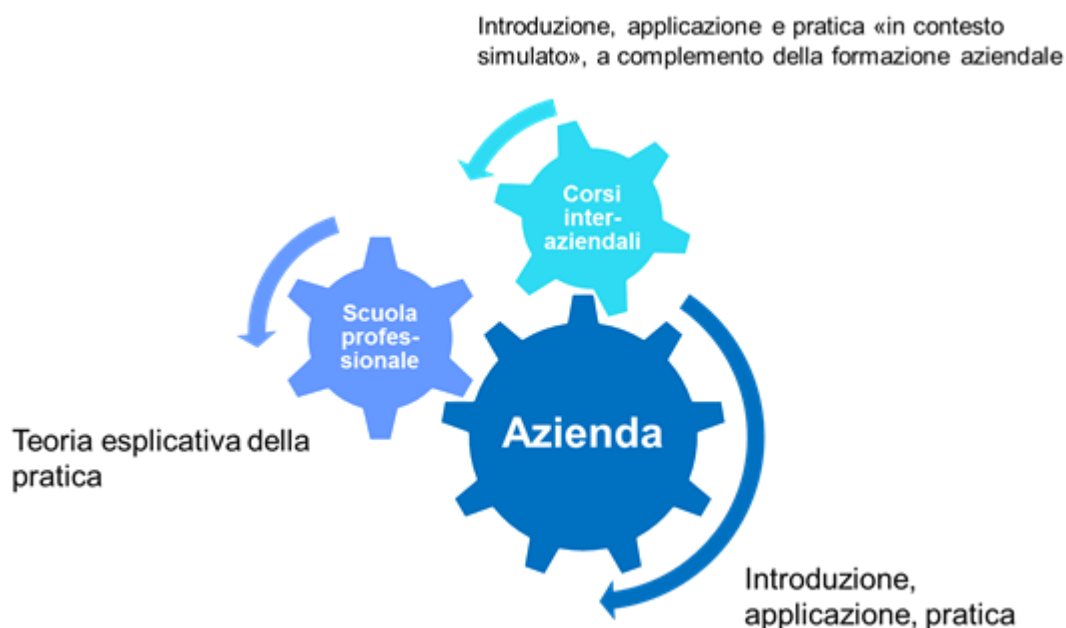 Introduzione, applicazione e pratica «in contesto
simulato», a complemento della formazione aziendale
Corsi
inter-
aziendali
Scuola
profes-
sionale
Azienda
Teoria esplicativa della
pratica
Introduzione,
applicazione, pratica